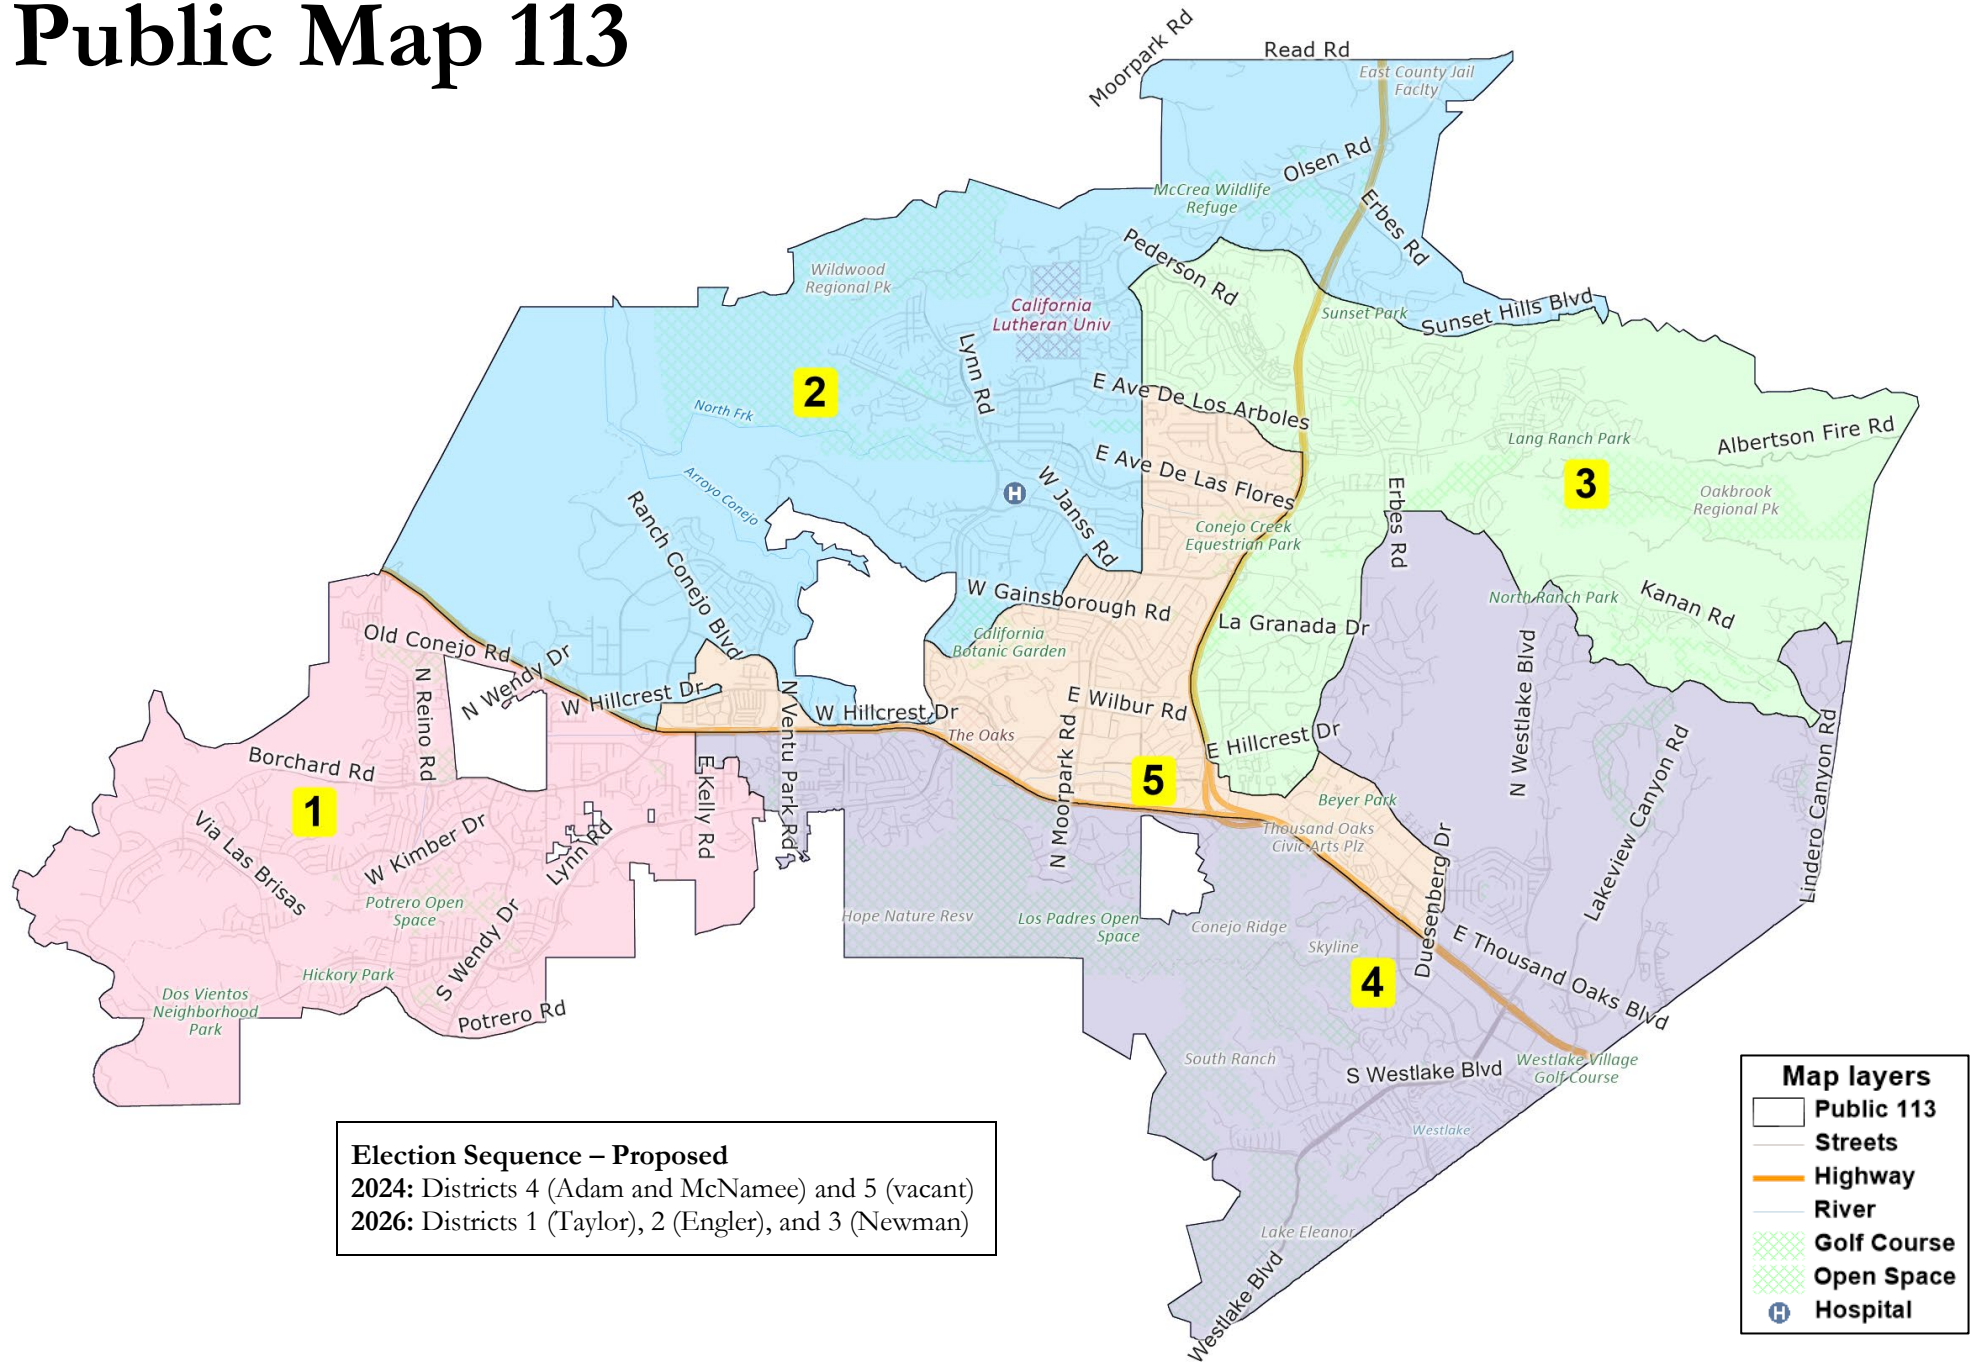 Public Map 113
Moorpark Rd
Read Rd
East County Jail
Faclty
Olsen Rd
McCrea Wildlife
Refuge
Erbes Rd
Pederson Rd
Wildwood
Regional Pk
California
Lutheran Univ
Sunset Park
Sunset Hills Blvd
Lynn Rd
2
North Frk
E Ave De Los Arboles
Lang Ranch Park
Albertson Fire Rd
E Ave De Las Flores
3
Oakbrook
Regional Pk
Arroyo Conejo
H
W Janss Rd
Erbes Rd
Conejo Creek
Equestrian Park
Ranch Conejo Blvd
W Gainsborough Rd
North Ranch Park
Kanan Rd
La Granada Dr
California
Botanic Garden
Old Conejo Rd
N Wendy Dr
N Reino Rd
W Hillcrest Dr
N Ventu Park Rd
W Hillcrest Dr
E Wilbur Rd
The Oaks
N Moorpark Rd
E Hillcrest Dr
N Westlake Blvd
Lakeview Canyon Rd
Lindero Canyon Rd
Borchard Rd
E Kelly Rd
5
Beyer Park
1
Thousand Oaks
Civic Arts Plz
Via Las Brisas
W Kimber Dr
Lynn Rd
Duesenberg Dr
Potrero Open
Space
Hope Nature Resv
Los Padres Open
Space
Conejo Ridge
Skyline
E Thousand Oaks Blvd
S Wendy Dr
Hickory Park
4
Dos Vientos
Neighborhood
Park
Potrero Rd
South Ranch
S Westlake Blvd
Westlake Village
Golf Course
Westlake
Lake Eleanor
Westlake Blvd
Election Sequence – Proposed
2024: Districts 4 (Adam and McNamee) and 5 (vacant)
2026: Districts 1 (Taylor), 2 (Engler), and 3 (Newman)
Map layers
Public 113
Streets
Highway
River
Golf Course
Open Space
H Hospital